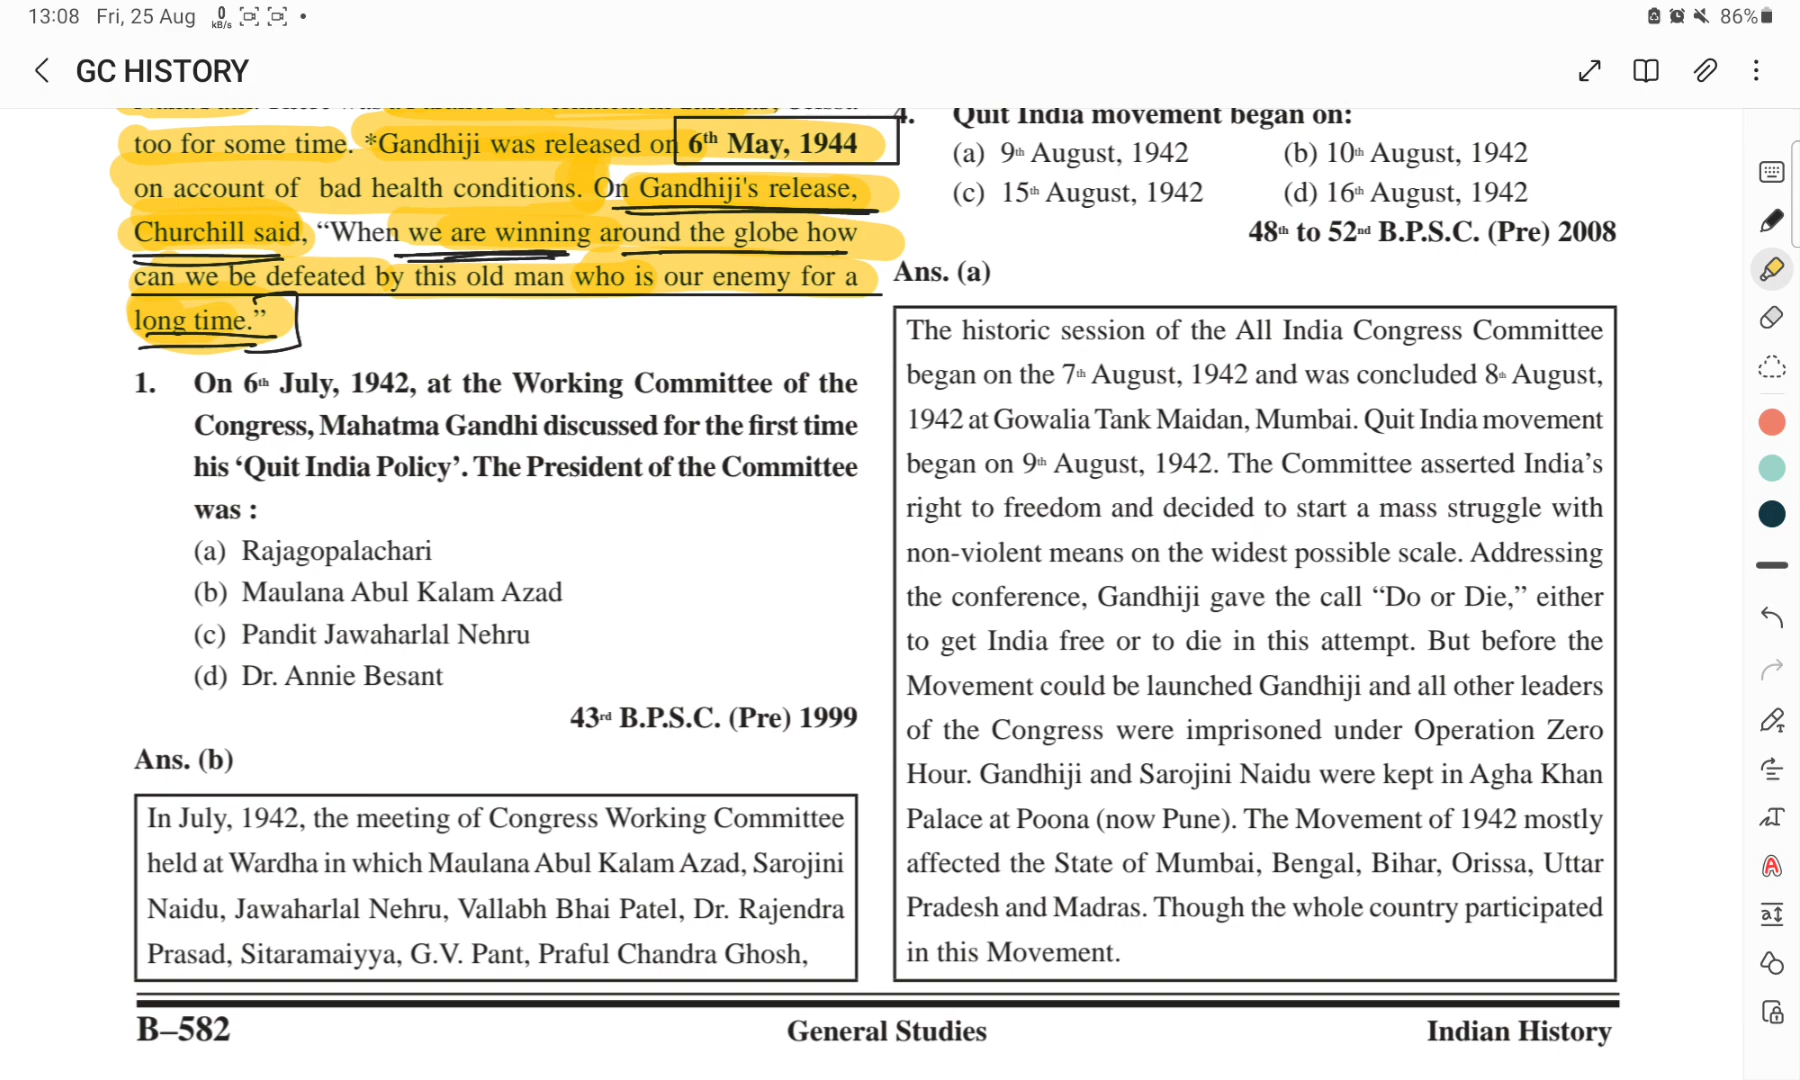 13:08 Fri, 25 Aug 0 kB/s 86%
GC HISTORY
too for some time. *Gandhiji was released on 6th May, 1944
on account of bad health conditions. On Gandhiji's release,
Churchill said, “When we are winning around the globe how
can we be defeated by this old man who is our enemy for a
long time.”
1. On 6th July, 1942, at the Working Committee of the
Congress, Mahatma Gandhi discussed for the first time
his ‘Quit India Policy’. The President of the Committee
was :
(a) Rajagopalachari
(b) Maulana Abul Kalam Azad
(c) Pandit Jawaharlal Nehru
(d) Dr. Annie Besant
43rd B.P.S.C. (Pre) 1999
Ans. (b)
In July, 1942, the meeting of Congress Working Committee
held at Wardha in which Maulana Abul Kalam Azad, Sarojini
Naidu, Jawaharlal Nehru, Vallabh Bhai Patel, Dr. Rajendra
Prasad, Sitaramaiyya, G.V. Pant, Praful Chandra Ghosh,
4. Quit India movement began on:
(a) 9th August, 1942 (b) 10th August, 1942
(c) 15th August, 1942 (d) 16th August, 1942
48th to 52nd B.P.S.C. (Pre) 2008
Ans. (a)
The historic session of the All India Congress Committee
began on the 7th August, 1942 and was concluded 8th August,
1942 at Gowalia Tank Maidan, Mumbai. Quit India movement
began on 9th August, 1942. The Committee asserted India’s
right to freedom and decided to start a mass struggle with
non-violent means on the widest possible scale. Addressing
the conference, Gandhiji gave the call “Do or Die,” either
to get India free or to die in this attempt. But before the
Movement could be launched Gandhiji and all other leaders
of the Congress were imprisoned under Operation Zero
Hour. Gandhiji and Sarojini Naidu were kept in Agha Khan
Palace at Poona (now Pune). The Movement of 1942 mostly
affected the State of Mumbai, Bengal, Bihar, Orissa, Uttar
Pradesh and Madras. Though the whole country participated
in this Movement.
B–582 General Studies Indian History